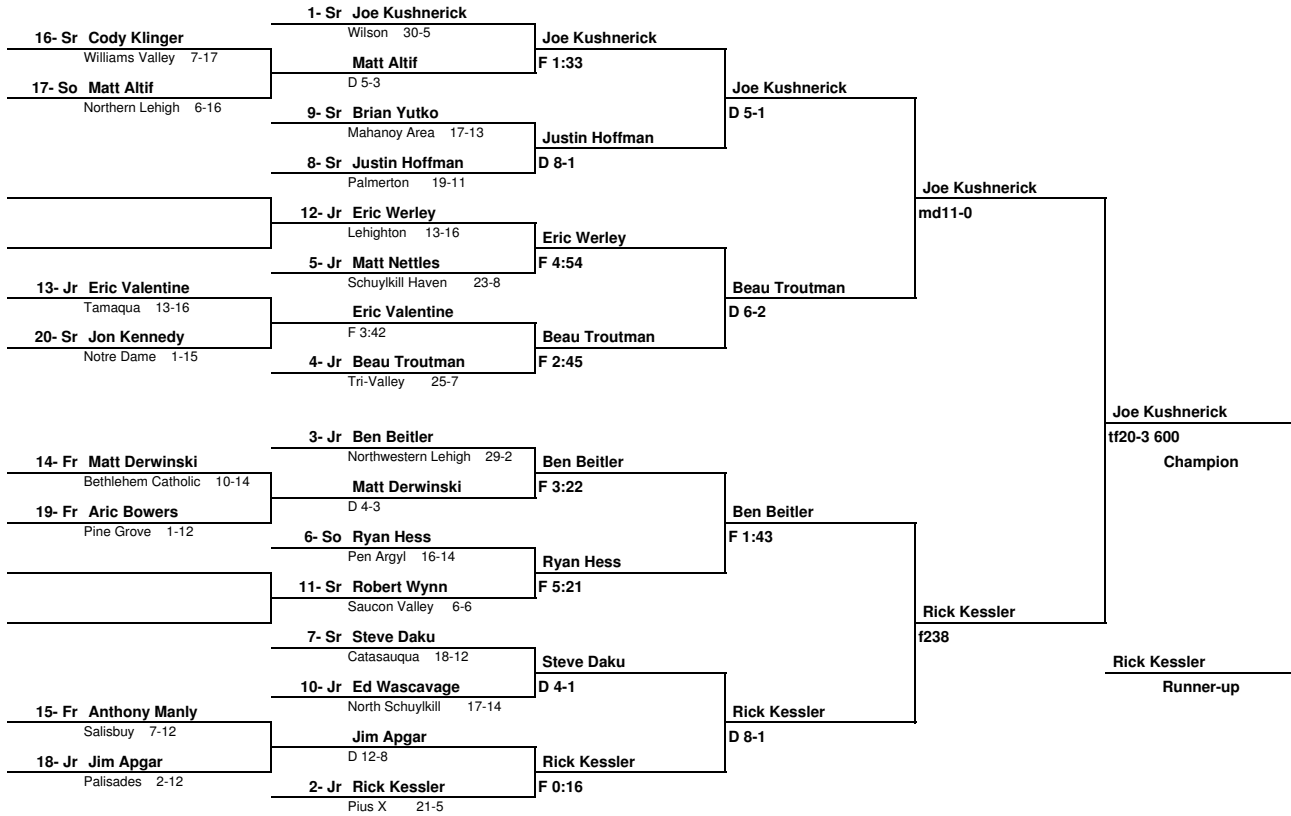 1- Sr Joe Kushnerick
Wilson 30-5
16- Sr Cody Klinger
Williams Valley 7-17
Joe Kushnerick
F 1:33
Matt Altif
D 5-3
17- So Matt Altif
Northern Lehigh 6-16
Joe Kushnerick
D 5-1
9- Sr Brian Yutko
Mahanoy Area 17-13
Justin Hoffman
D 8-1
8- Sr Justin Hoffman
Palmerton 19-11
Joe Kushnerick
md11-0
12- Jr Eric Werley
Lehighton 13-16
Eric Werley
F 4:54
5- Jr Matt Nettles
Schuylkill Haven 23-8
13- Jr Eric Valentine
Tamaqua 13-16
Beau Troutman
D 6-2
Eric Valentine
F 3:42
20- Sr Jon Kennedy
Notre Dame 1-15
Beau Troutman
F 2:45
4- Jr Beau Troutman
Tri-Valley 25-7
Joe Kushnerick
tf20-3 600
Champion
3- Jr Ben Beitler
Northwestern Lehigh 29-2
14- Fr Matt Derwinski
Bethlehem Catholic 10-14
Ben Beitler
F 3:22
Matt Derwinski
D 4-3
19- Fr Aric Bowers
Pine Grove 1-12
Ben Beitler
F 1:43
6- So Ryan Hess
Pen Argyl 16-14
Ryan Hess
F 5:21
11- Sr Robert Wynn
Saucon Valley 6-6
Rick Kessler
f238
7- Sr Steve Daku
Catasauqua 18-12
Steve Daku
D 4-1
Rick Kessler
Runner-up
10- Jr Ed Wascavage
North Schuylkill 17-14
15- Fr Anthony Manly
Salisbuy 7-12
Rick Kessler
D 8-1
Jim Apgar
D 12-8
18- Jr Jim Apgar
Palisades 2-12
Rick Kessler
F 0:16
2- Jr Rick Kessler
Pius X 21-5